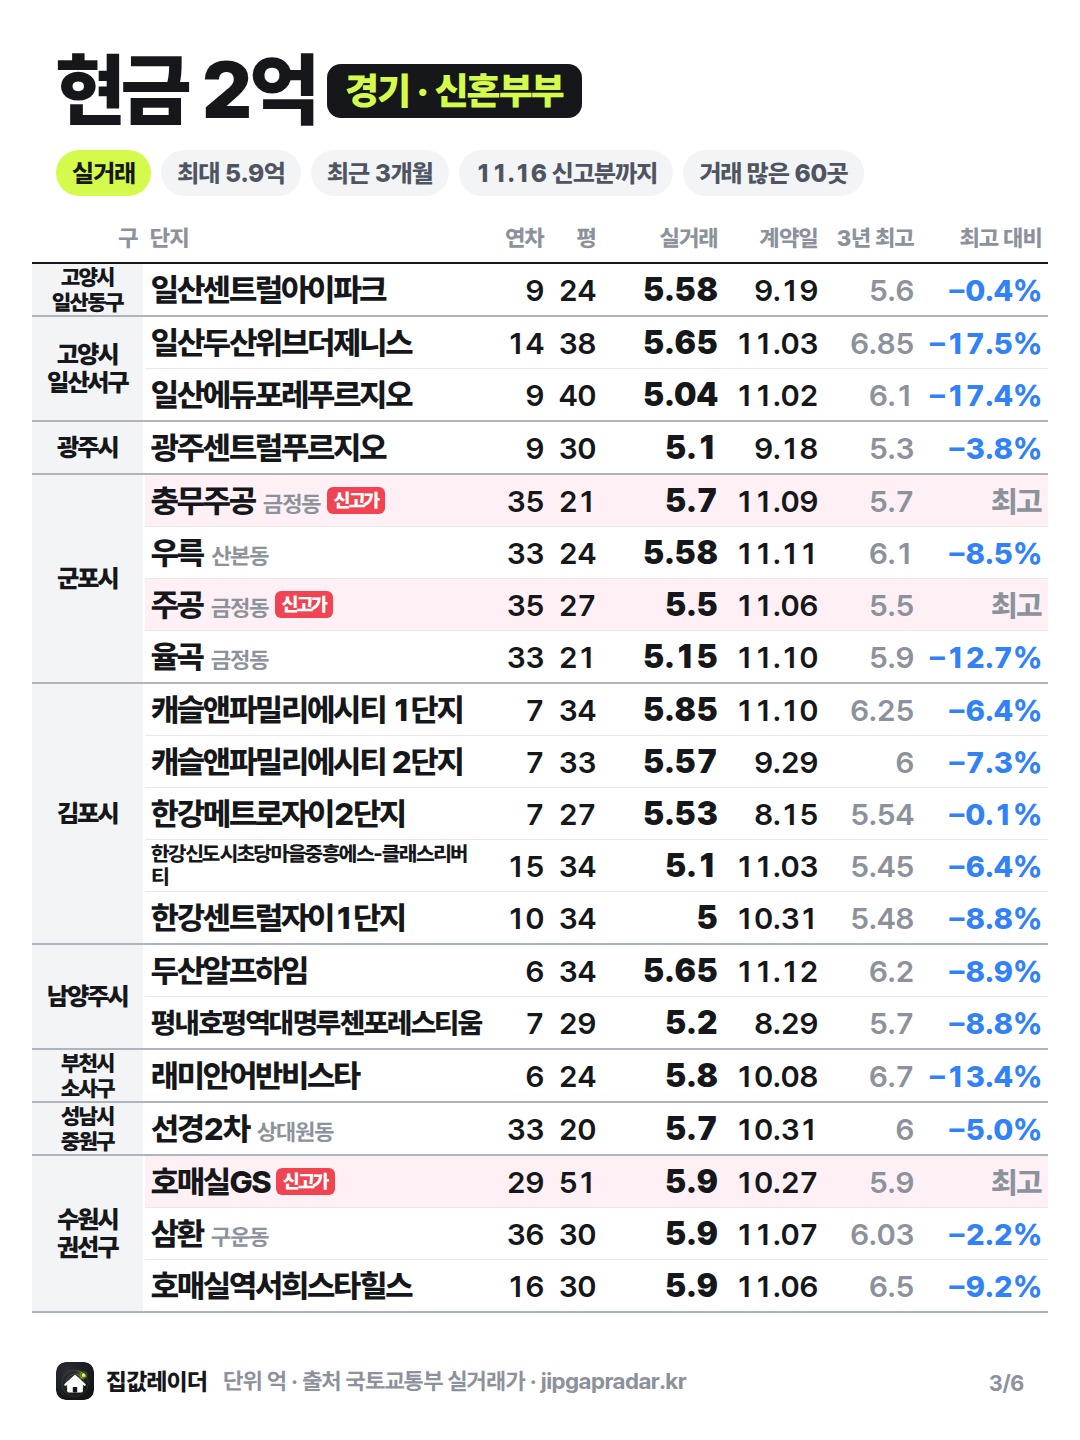 현금 2억 경기 · 신혼부부
실거래 최대 5.9억 최근 3개월 11.16 신고분까지 거래 많은 60곳
구 단지 연차 평 실거래 계약일 3년 최고 최고 대비
고양시
일산동구
일산센트럴아이파크 9 24 5.58 9.19 5.6 −0.4%
고양시
일산서구
일산두산위브더제니스 14 38 5.65 11.03 6.85 −17.5%
일산에듀포레푸르지오 9 40 5.04 11.02 6.1 −17.4%
광주시 광주센트럴푸르지오 9 30 5.1 9.18 5.3 −3.8%
군포시
충무주공 금정동 신고가 35 21 5.7 11.09 5.7 최고
우륵 산본동 33 24 5.58 11.11 6.1 −8.5%
주공 금정동 신고가 35 27 5.5 11.06 5.5 최고
율곡 금정동 33 21 5.15 11.10 5.9 −12.7%
김포시
캐슬앤파밀리에시티 1단지 7 34 5.85 11.10 6.25 −6.4%
캐슬앤파밀리에시티 2단지 7 33 5.57 9.29 6 −7.3%
한강메트로자이2단지 7 27 5.53 8.15 5.54 −0.1%
한강신도시초당마을중흥에스-클래스리버
티 15 34 5.1 11.03 5.45 −6.4%
한강센트럴자이1단지 10 34 5 10.31 5.48 −8.8%
남양주시
두산알프하임 6 34 5.65 11.12 6.2 −8.9%
평내호평역대명루첸포레스티움 7 29 5.2 8.29 5.7 −8.8%
부천시
소사구
래미안어반비스타 6 24 5.8 10.08 6.7 −13.4%
성남시
중원구
선경2차 상대원동 33 20 5.7 10.31 6 −5.0%
수원시
권선구
호매실GS 신고가 29 51 5.9 10.27 5.9 최고
삼환 구운동 36 30 5.9 11.07 6.03 −2.2%
호매실역서희스타힐스 16 30 5.9 11.06 6.5 −9.2%
집값레이더 단위 억 · 출처 국토교통부 실거래가 · jipgapradar.kr 3/6